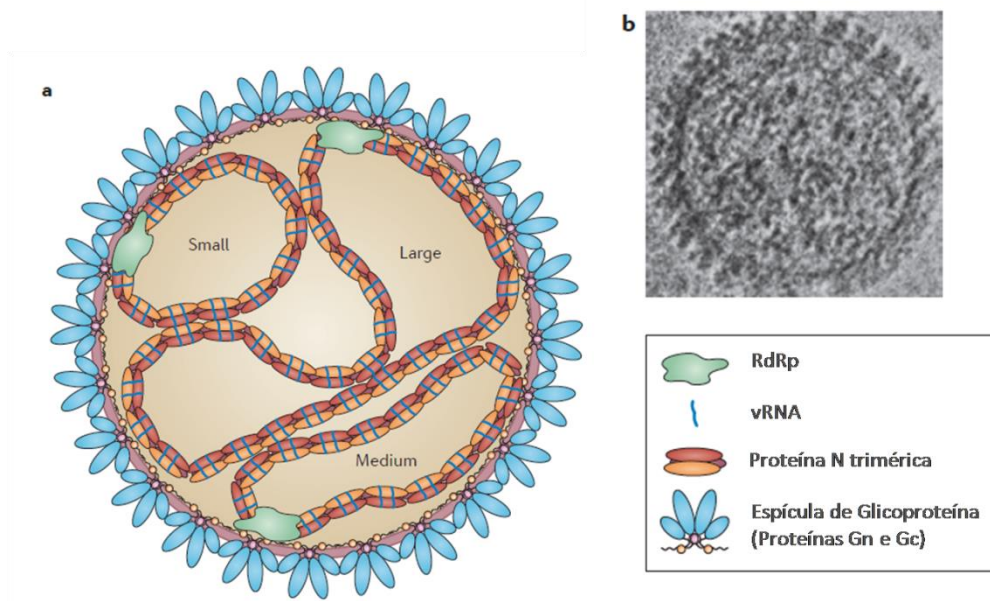 a
Small
Large
Medium
b
RdRp
vRNA
Proteína N trimérica
Espícula de Glicoproteína
(Proteínas Gn e Gc)